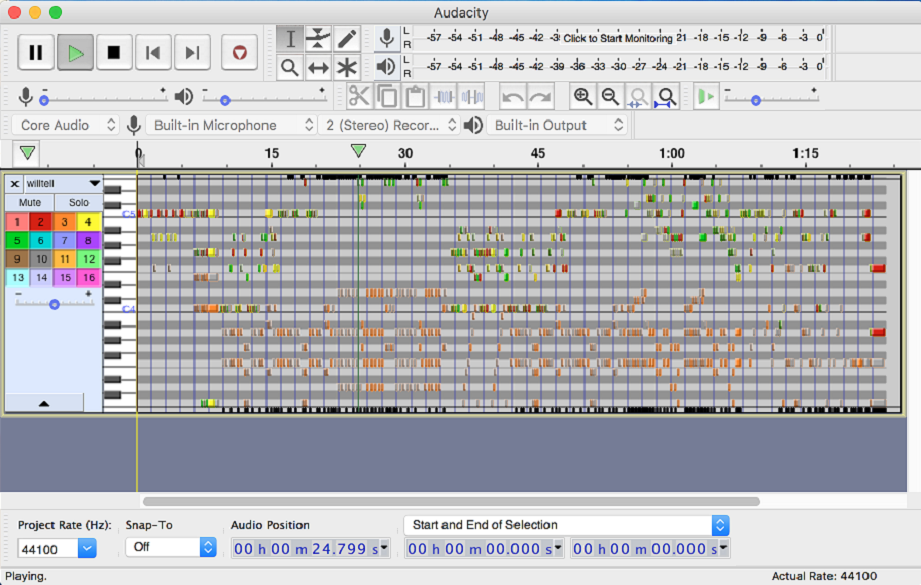 Audacity
L
R
-57 -54 -51 -48 -45 -42 -3 Click to Start Monitoring 21 -18 -15 -12 -9 -6 -3 0
L
R
-57 -54 -51 -48 -45 -42 -39 -36 -33 -30 -27 -24 -21 -18 -15 -12 -9 -6 -3 0
- +
- +
- +
Core Audio
Built-in Microphone
2 (Stereo) Recor...
Built-in Output
0 15 30 45 1:00 1:15
willtell
Mute Solo
1 2 3 4
5 6 7 8
9 10 11 12
13 14 15 16
- +
C5
C4
Project Rate (Hz):
Snap-To
Audio Position
Start and End of Selection
44100
Off
00 h 00 m 24.799 s
00 h 00 m 00.000 s
00 h 00 m 00.000 s
Playing.
Actual Rate: 44100